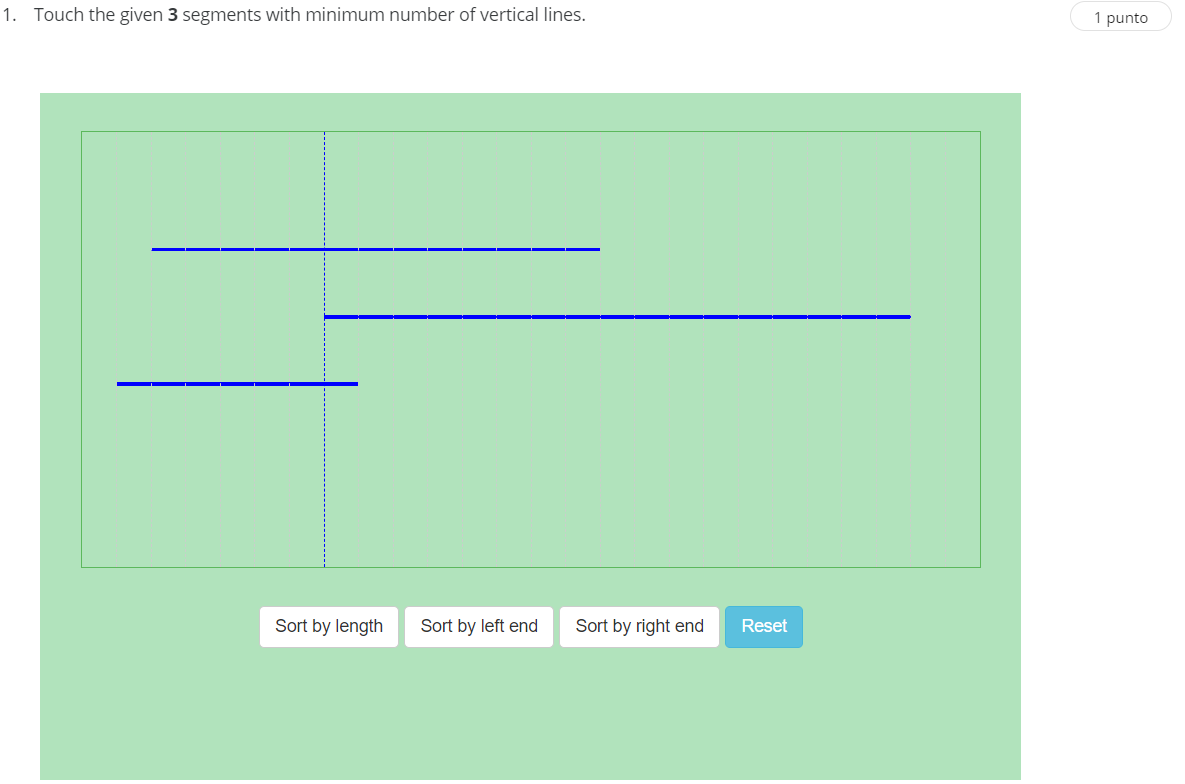 1. Touch the given 3 segments with minimum number of vertical lines.
1 punto
Sort by length Sort by left end Sort by right end Reset